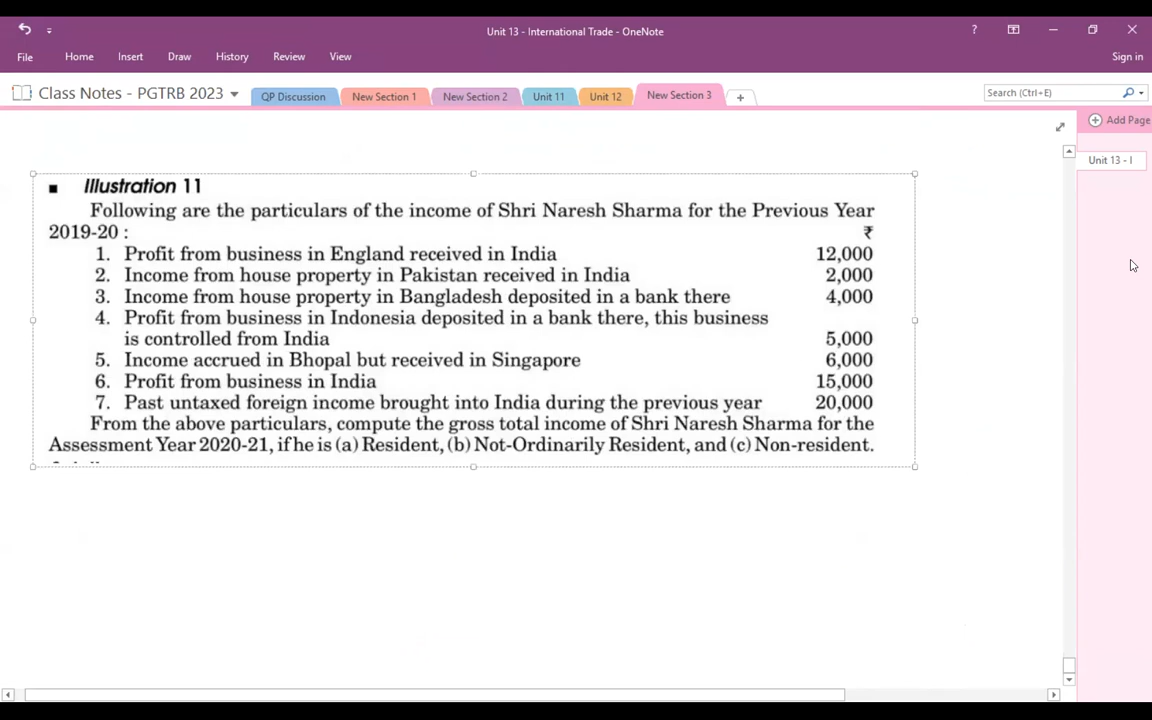 Unit 13 - International Trade - OneNote
?
File Home Insert Draw History Review View Sign in
Class Notes - PGTRB 2023 QP Discussion New Section 1 New Section 2 Unit 11 Unit 12 New Section 3 + Search (Ctrl+E)
Add Page
Unit 13 - I
■ Illustration 11
Following are the particulars of the income of Shri Naresh Sharma for the Previous Year
2019-20 : ₹
1. Profit from business in England received in India 12,000
2. Income from house property in Pakistan received in India 2,000
3. Income from house property in Bangladesh deposited in a bank there 4,000
4. Profit from business in Indonesia deposited in a bank there, this business
is controlled from India 5,000
5. Income accrued in Bhopal but received in Singapore 6,000
6. Profit from business in India 15,000
7. Past untaxed foreign income brought into India during the previous year 20,000
From the above particulars, compute the gross total income of Shri Naresh Sharma for the
Assessment Year 2020-21, if he is (a) Resident, (b) Not-Ordinarily Resident, and (c) Non-resident.